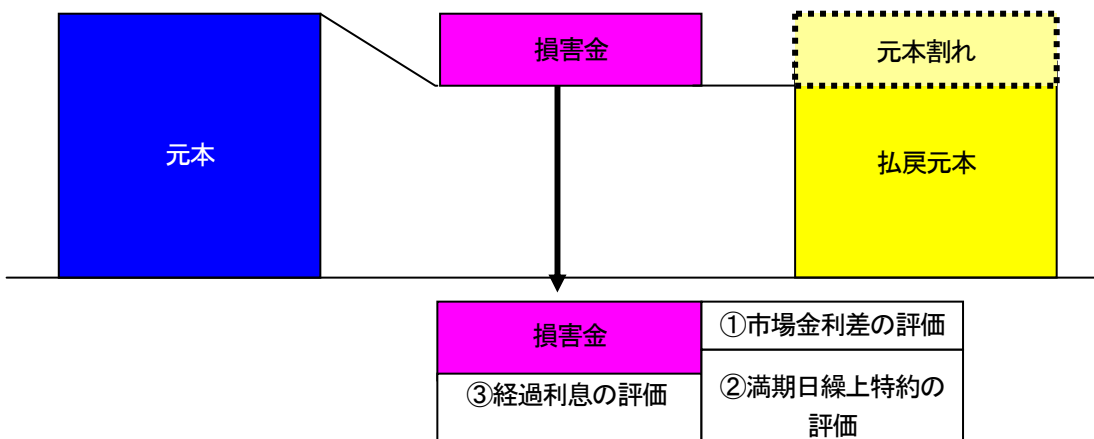 損害金
元本割れ
元本
払戻元本
損害金
①市場金利差の評価
③経過利息の評価
②満期日繰上特約の
評価